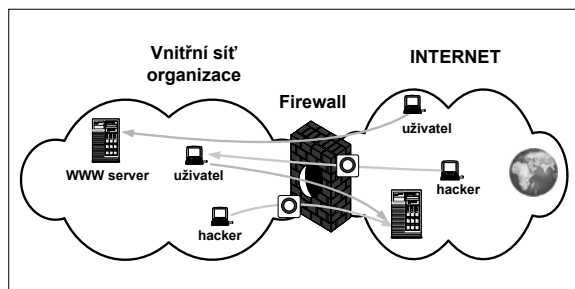 Vnitřní síť
organizace
INTERNET
Firewall
uživatel
WWW server
uživatel
hacker
hacker